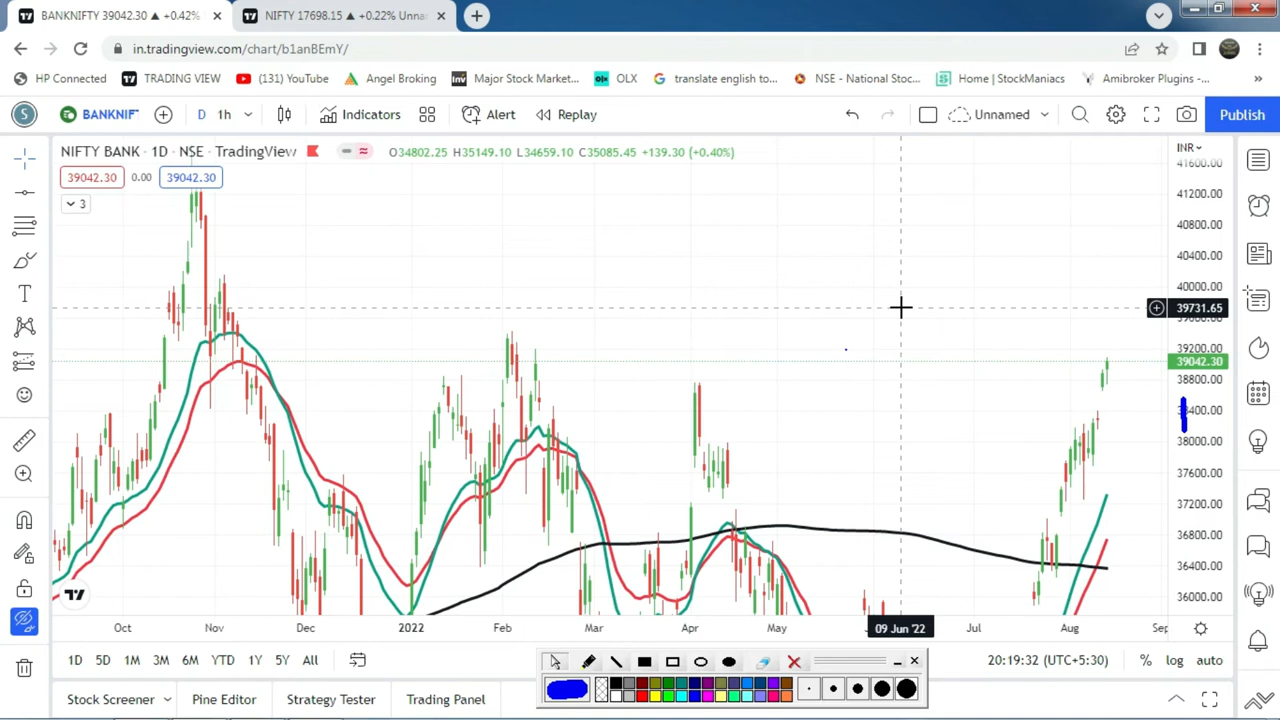 BANKNIFTY 39042.30 ▲ +0.42%
NIFTY 17698.15 ▲ +0.22% Unna
in.tradingview.com/chart/b1anBEmY/
HP Connected
TRADING VIEW
(131) YouTube
Angel Broking
Major Stock Market...
OLX
translate english to...
NSE - National Stoc...
Home | StockManiacs
Amibroker Plugins -...
»
S
BANKNIF
D
1h
Indicators
Alert
Replay
Unnamed
Publish
NIFTY BANK · 1D · NSE · TradingView
O34802.25 H35149.10 L34659.10 C35085.45 +139.30 (+0.40%)
INR
39042.30
0.00
39042.30
3
41600.00
41200.00
40800.00
40400.00
40000.00
39731.65
39600.00
39200.00
39042.30
38800.00
38400.00
38000.00
37600.00
37200.00
36800.00
36400.00
36000.00
Oct
Nov
Dec
2022
Feb
Mar
Apr
May
09 Jun '22
Jul
Aug
Sep
1D
5D
1M
3M
6M
YTD
1Y
5Y
All
20:19:32 (UTC+5:30)
%
log
auto
tock Screener
e Editor
Strategy Tester
Trading Panel